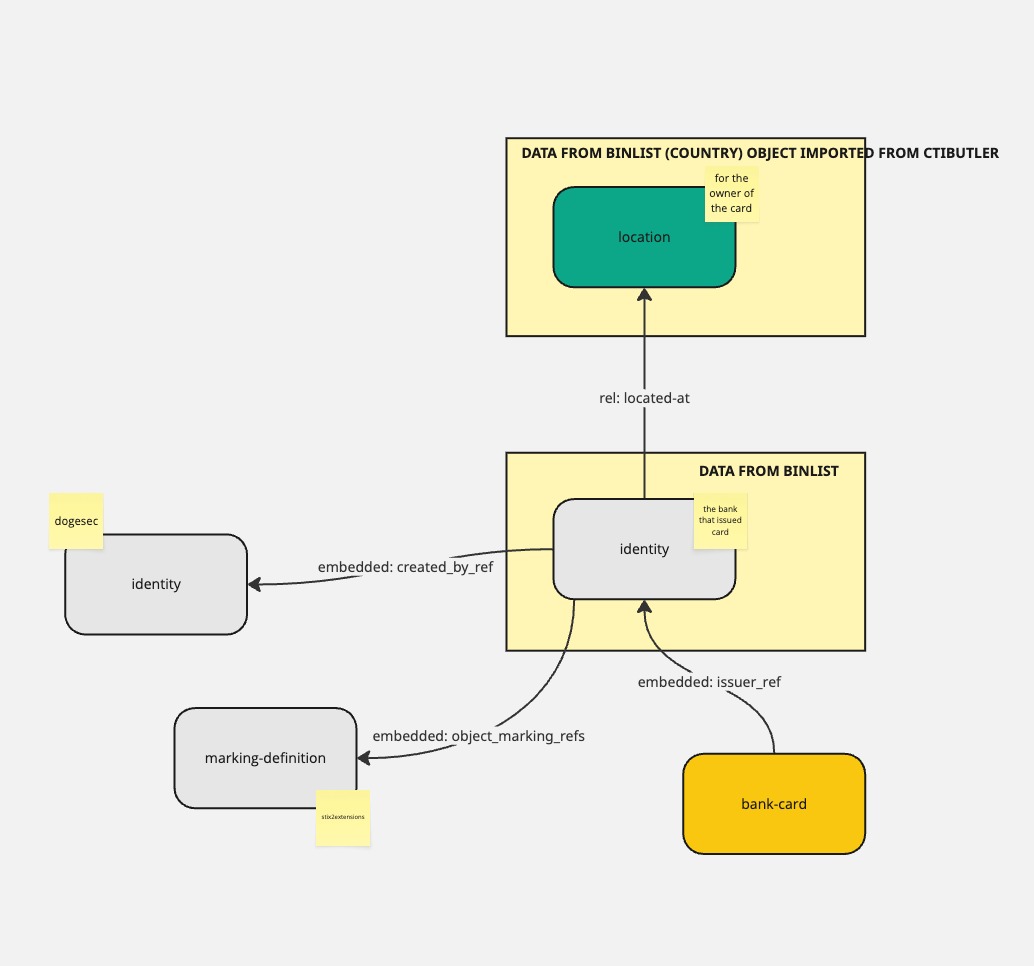 DATA FROM BINLIST (COUNTRY) OBJECT IMPORTED FROM CTIBUTLER
for the
owner of
the card
location
rel: located-at
DATA FROM BINLIST
the bank
that issued
card
identity
dogesec
identity
embedded: created_by_ref
embedded: issuer_ref
embedded: object_marking_refs
marking-definition
stix2extensions
bank-card